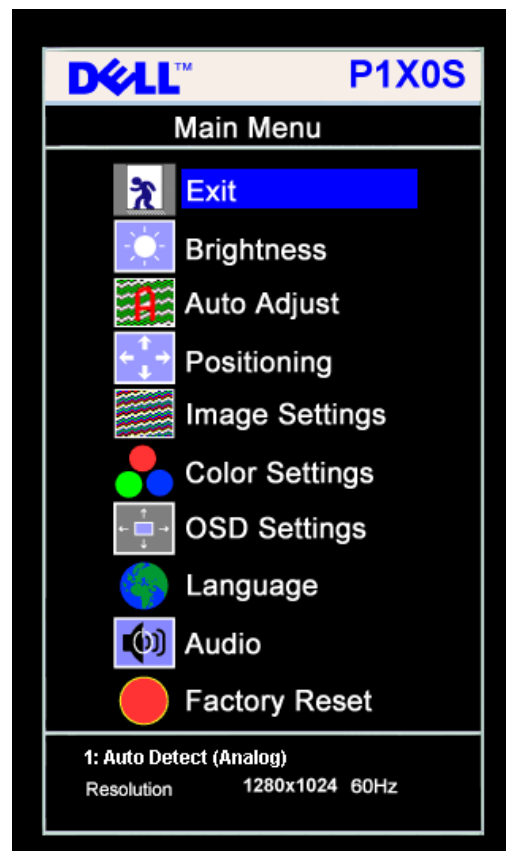 DELL™ P1X0S
Main Menu
Exit
Brightness
A
Auto Adjust
Positioning
Image Settings
Color Settings
OSD Settings
Language
Audio
Factory Reset
1: Auto Detect (Analog)
Resolution 1280x1024 60Hz